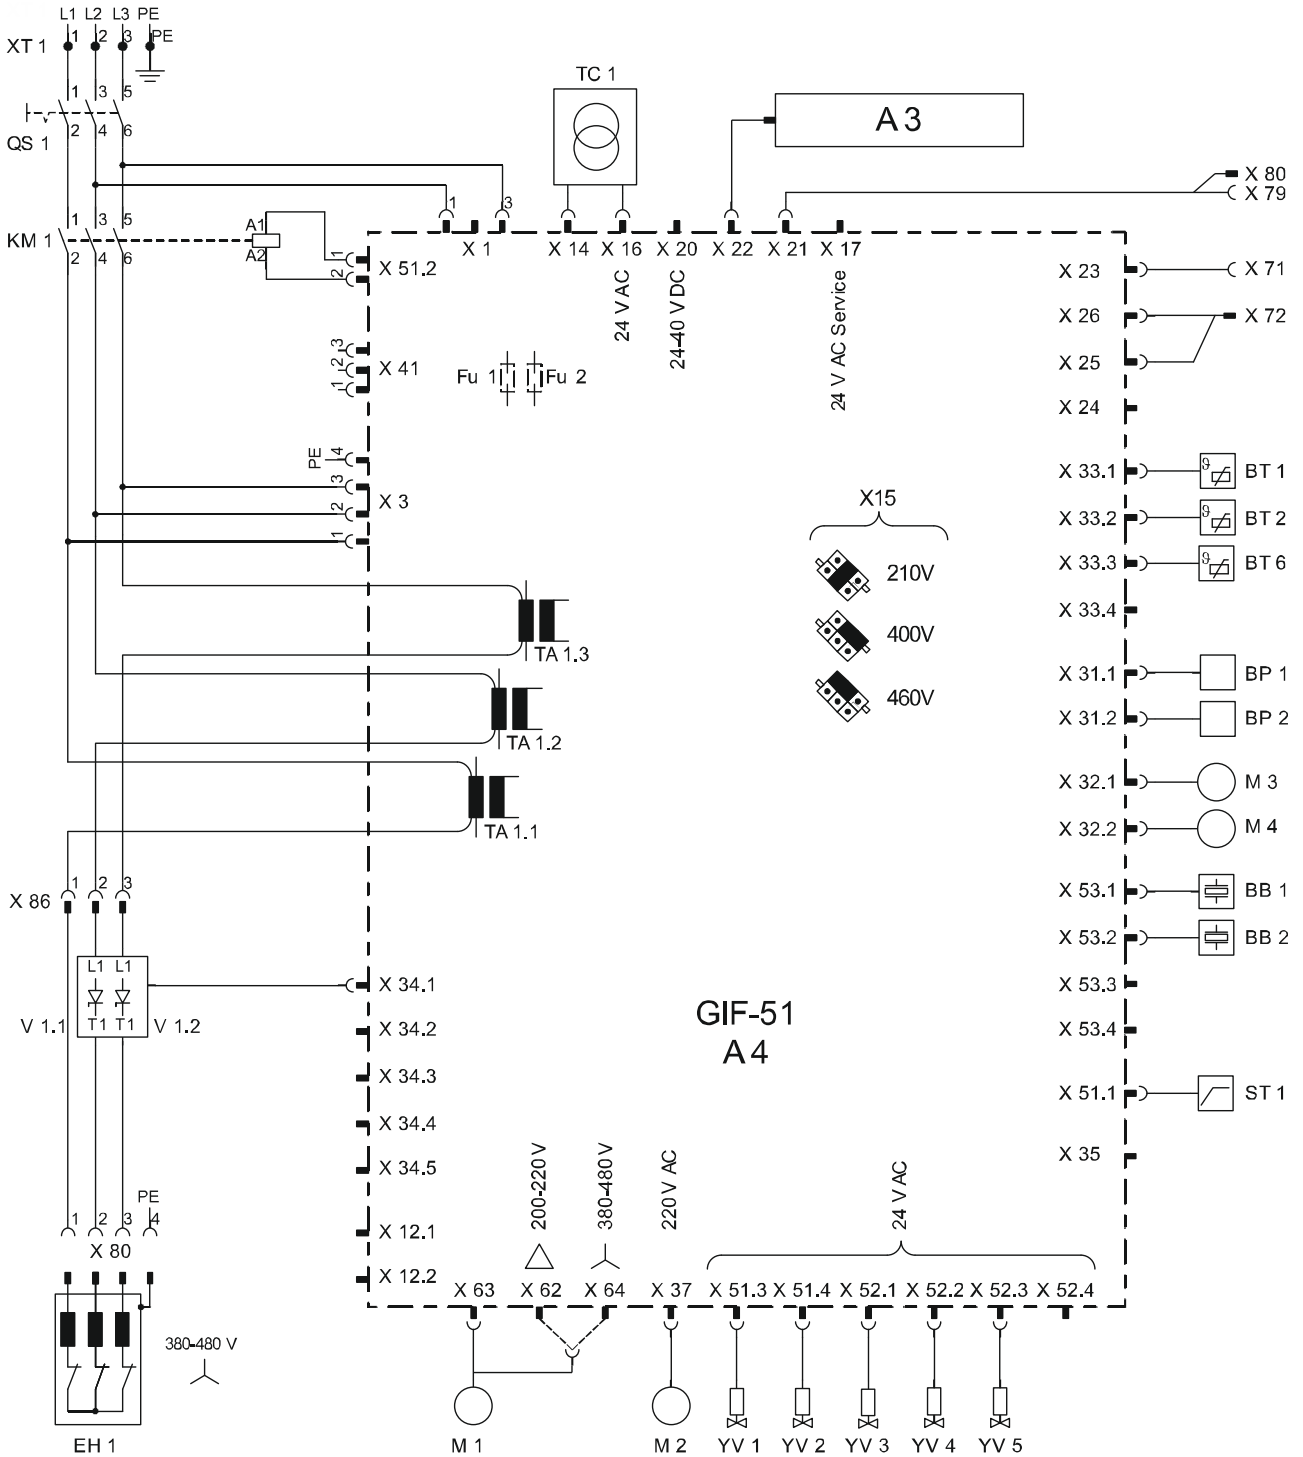 L1 L2 L3 PE
XT 1 1 2 3 PE
1 3 5
QS 1
2 4 6
TC 1
A 3
X 80
X 79
1 3
1 3 5
KM 1
2 4 6
A1
A2
1
2
X 51.2
X 1
X 14
X 16
X 20
X 22
X 21
X 17
24 V AC
24-40 V DC
24 V AC Service
X 23
X 71
X 26
X 72
X 25
X 24
3
2
1
X 41
Fu 1
Fu 2
PE
4
3
2
1
X 3
X15
210V
400V
460V
X 33.1
BT 1
X 33.2
BT 2
X 33.3
BT 6
X 33.4
TA 1.3
TA 1.2
TA 1.1
X 31.1
BP 1
X 31.2
BP 2
X 32.1
M 3
X 32.2
M 4
X 53.1
BB 1
X 53.2
BB 2
X 53.3
X 53.4
X 51.1
ST 1
X 35
X 86
1 2 3
L1 L1
V 1.1
T1 T1
V 1.2
X 34.1
X 34.2
X 34.3
X 34.4
X 34.5
X 12.1
X 12.2
GIF-51
A 4
200-220 V
380-480 V
220 V AC
24 V AC
PE
1 2 3 4
X 80
X 63
X 62
X 64
X 37
X 51.3
X 51.4
X 52.1
X 52.2
X 52.3
X 52.4
380-480 V
EH 1
M 1
M 2
YV 1
YV 2
YV 3
YV 4
YV 5